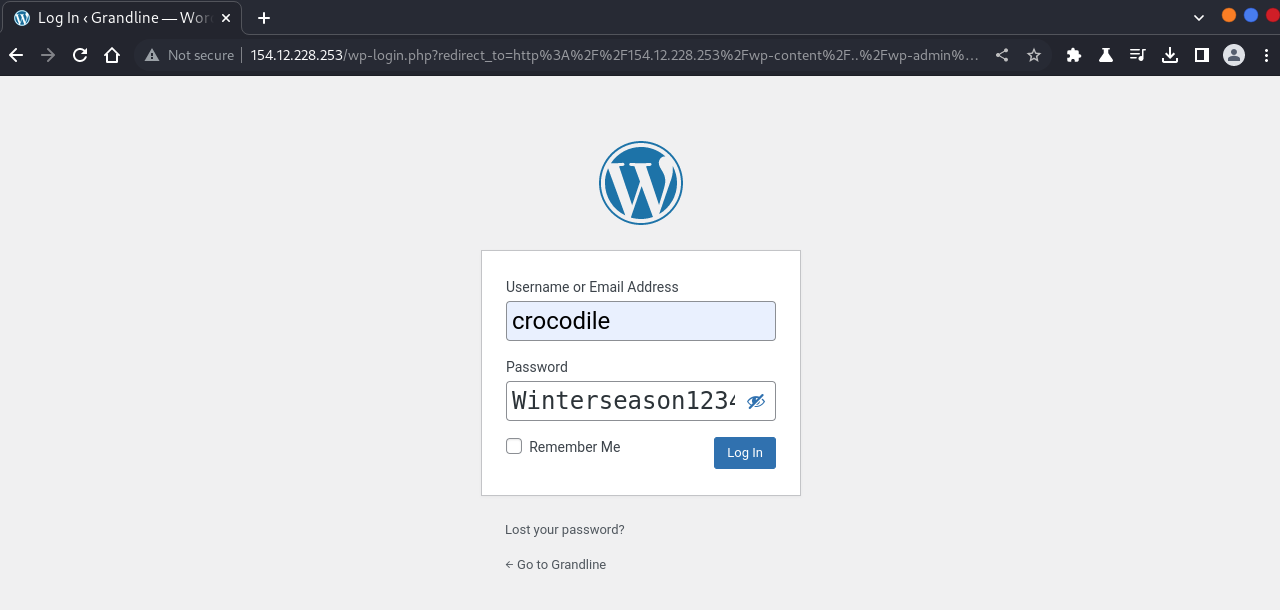 Log In ‹ Grandline — Wor
Not secure 154.12.228.253/wp-login.php?redirect_to=http%3A%2F%2F154.12.228.253%2Fwp-content%2F..%2Fwp-admin%...
Username or Email Address
crocodile
Password
Winterseason1234
Remember Me
Log In
Lost your password?
← Go to Grandline